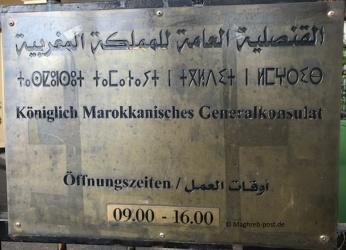 القنصلية العامة للمملكة المغربية
ⵜⴰⵙⵏⵙⵉ ⵜⴰⵎⴰⵜⴰⵢⵜ ⵏ ⵜⴳⵍⴷⵉⵜ ⵏ ⵍⵎⵖⵔⵉⴱ
Königlich Marokkanisches Generalkonsulat
Öffnungszeiten / أوقات العمل
09.00 - 16.00
© Maghreb-post.de